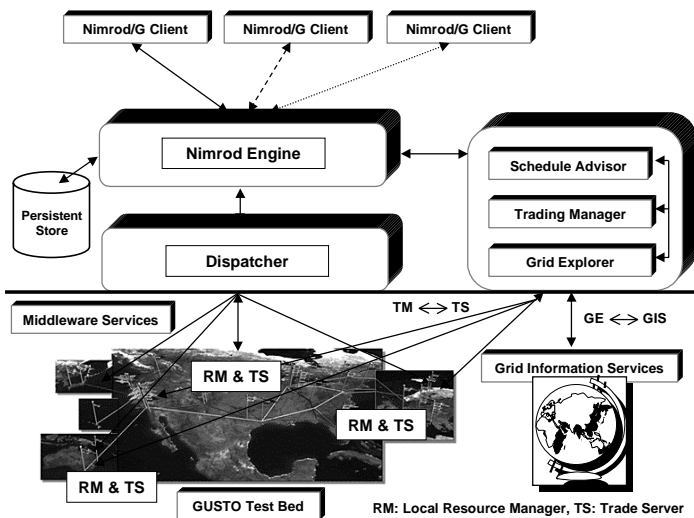 Nimrod/G Client
Nimrod/G Client
Nimrod/G Client
Nimrod Engine
Schedule Advisor
Trading Manager
Persistent
Store
Dispatcher
Grid Explorer
TM <--> TS
Middleware Services
GE <--> GIS
RM & TS
Grid Information Services
RM & TS
RM & TS
GUSTO Test Bed
RM: Local Resource Manager, TS: Trade Server